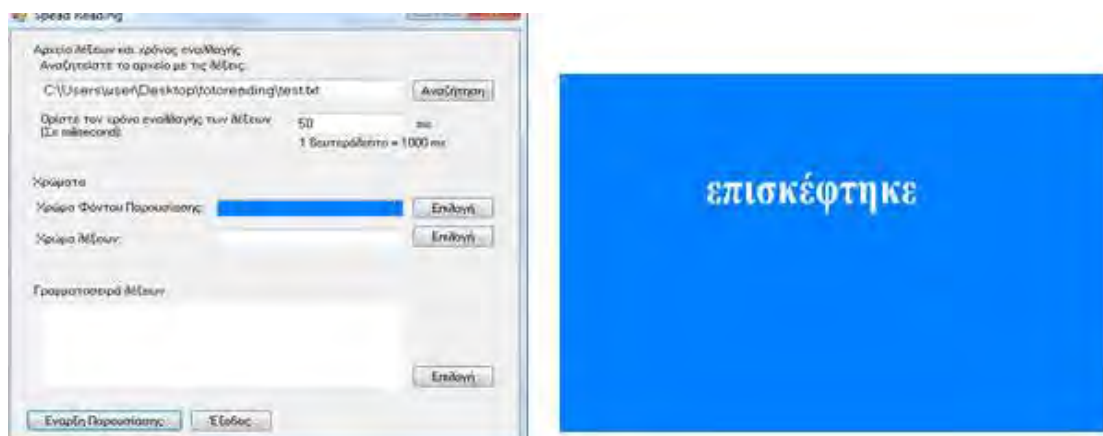 Spead Reading
Αρχείο λέξεων και χρόνος εναλλαγής
Αναζητείστε το αρχείο με τις λέξεις:
C:\Users\user\Desktop\fotoreading\test.txt
Αναζήτηση
Ορίστε τον χρόνο εναλλαγής των λέξεων
50
ms
(Σε milisecond):
1 δευτερόλεπτο = 1000 ms
Χρώματα
Χρώμα Φόντου Παρουσίασης:
Επιλογή
Χρώμα λέξεων:
Επιλογή
Γραμματοσειρά λέξεων
Επιλογή
Έναρξη Παρουσίασης
Έξοδος
επισκέφτηκε